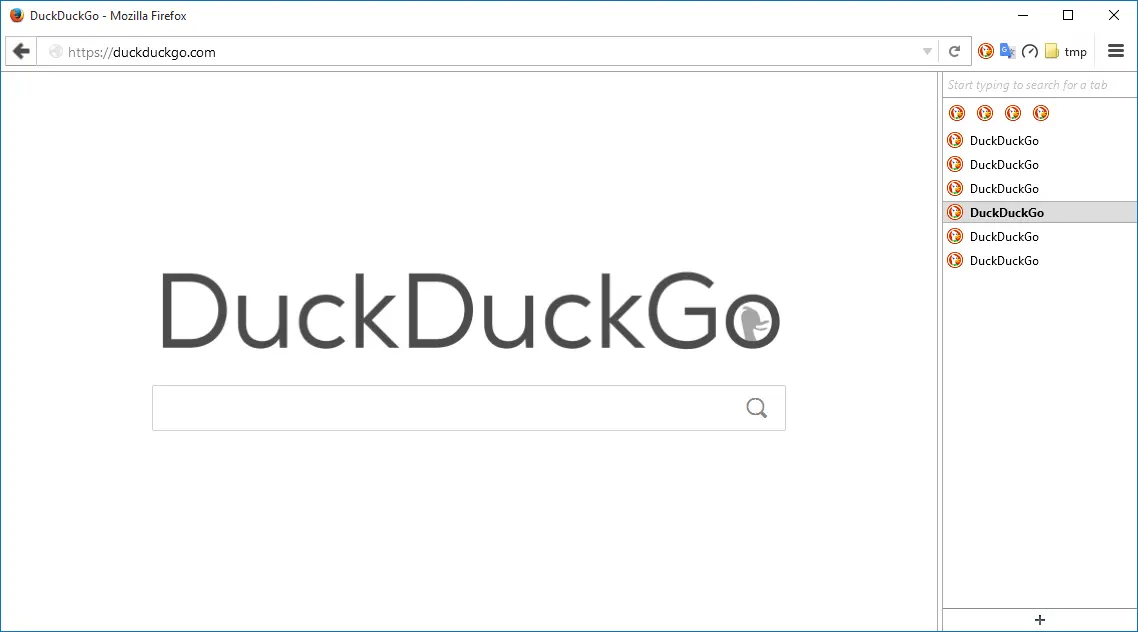 DuckDuckGo - Mozilla Firefox
https://duckduckgo.com
tmp
Start typing to search for a tab
DuckDuckGo
DuckDuckGo
DuckDuckGo
DuckDuckGo
DuckDuckGo
DuckDuckGo
DuckDuckGo
+